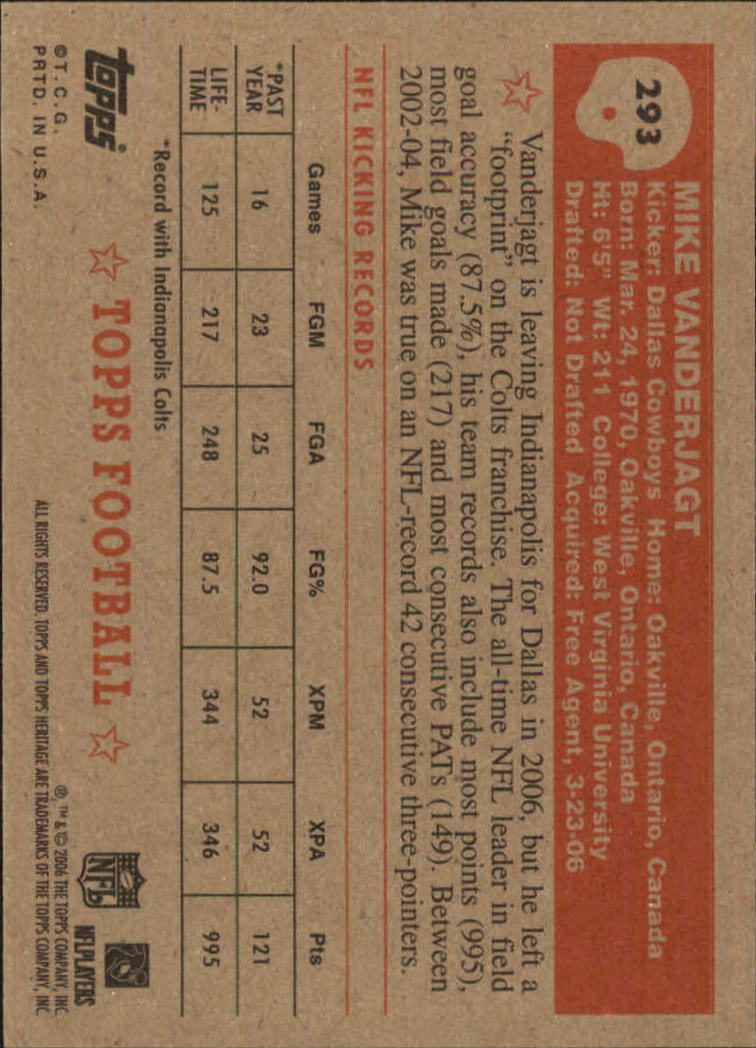 293
MIKE VANDERJAGT
Kicker: Dallas Cowboys Home: Oakville, Ontario, Canada
Born: Mar. 24, 1970, Oakville, Ontario, Canada
Ht: 6'5" Wt: 211 College: West Virginia University
Drafted: Not Drafted Acquired: Free Agent, 3-23-06
Vanderjagt is leaving Indianapolis for Dallas in 2006, but he left a
"footprint" on the Colts franchise. The all-time NFL leader in field
goal accuracy (87.5%), his team records also include most points (995),
most field goals made (217) and most consecutive PATs (149). Between
2002-04, Mike was true on an NFL-record 42 consecutive three-pointers.
NFL KICKING RECORDS
Games FGM FGA FG% XPM XPA Pts
*PAST YEAR 16 23 25 92.0 52 52 121
LIFE-TIME 125 217 248 87.5 344 346 995
*Record with Indianapolis Colts
topps
TOPPS FOOTBALL
NFL
NFLPLAYERS
©T.C.G.
PRTD. IN U.S.A.
®, ™ & © 2006 THE TOPPS COMPANY, INC
ALL RIGHTS RESERVED. TOPPS AND TOPPS HERITAGE ARE TRADEMARKS OF THE TOPPS COMPANY, INC